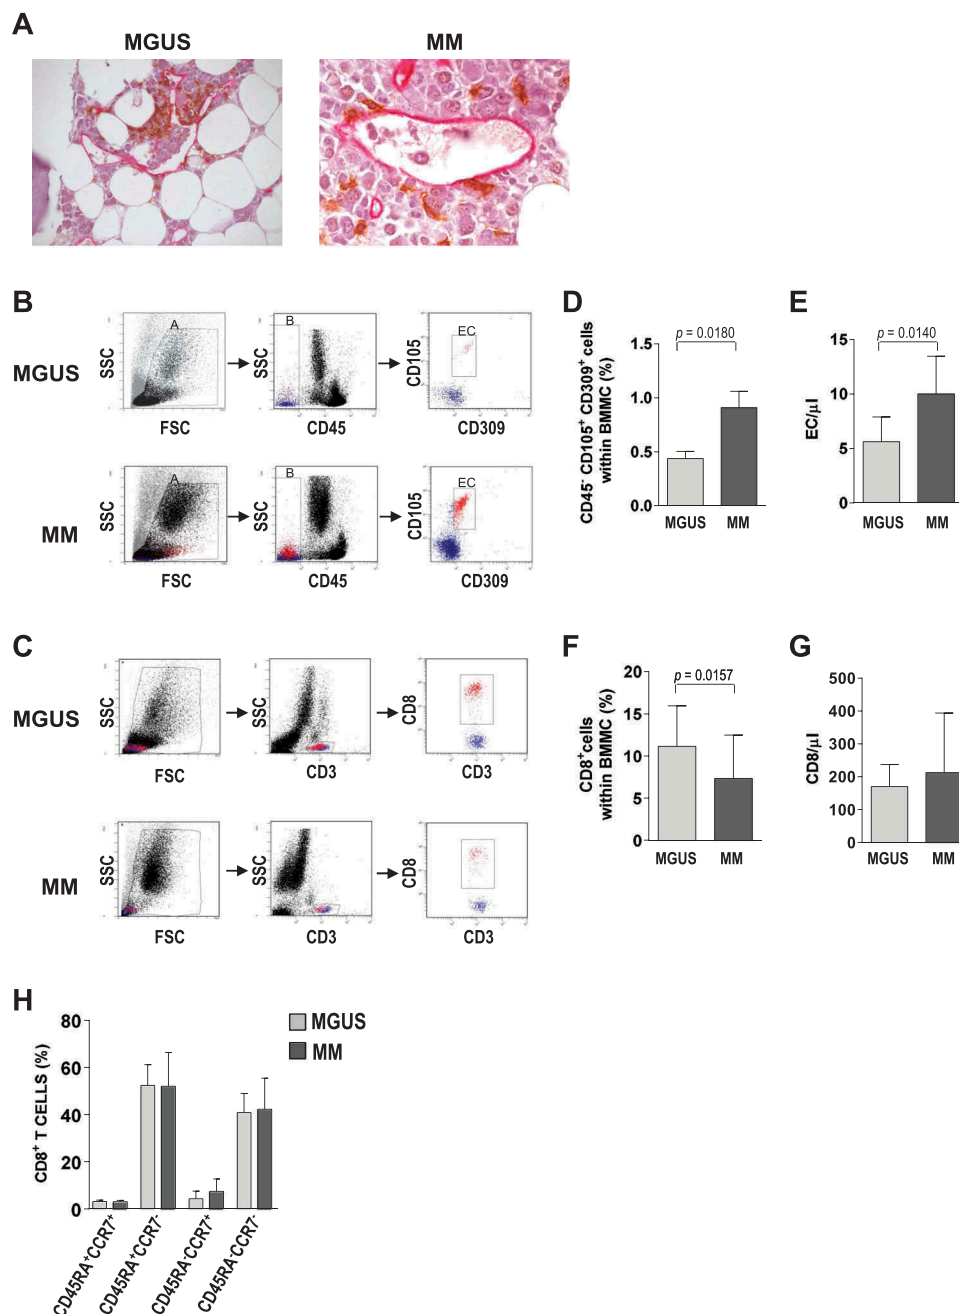 A
MGUS
MM
B
MGUS
SSC
A
FSC
SSC
B
CD45
CD105
EC
CD309
MM
SSC
A
FSC
SSC
B
CD45
CD105
EC
CD309
D
CD45⁻ CD105⁺ CD309⁺ cells
within BMMC (%)
p = 0.0180
1.5
1.0
0.5
0.0
MGUS
MM
E
EC/µl
p = 0.0140
15
10
5
0
MGUS
MM
C
MGUS
SSC
FSC
SSC
CD3
CD8
CD3
MM
SSC
FSC
SSC
CD3
CD8
CD3
F
CD8⁺cells
within BMMC (%)
p = 0.0157
20
15
10
5
0
MGUS
MM
G
CD8/µl
500
400
300
200
100
0
MGUS
MM
H
CD8⁺ T CELLS (%)
80
60
40
20
0
MGUS
MM
CD45RA⁺CCR7⁺
CD45RA⁺CCR7⁻
CD45RA⁻CCR7⁺
CD45RA⁻CCR7⁻